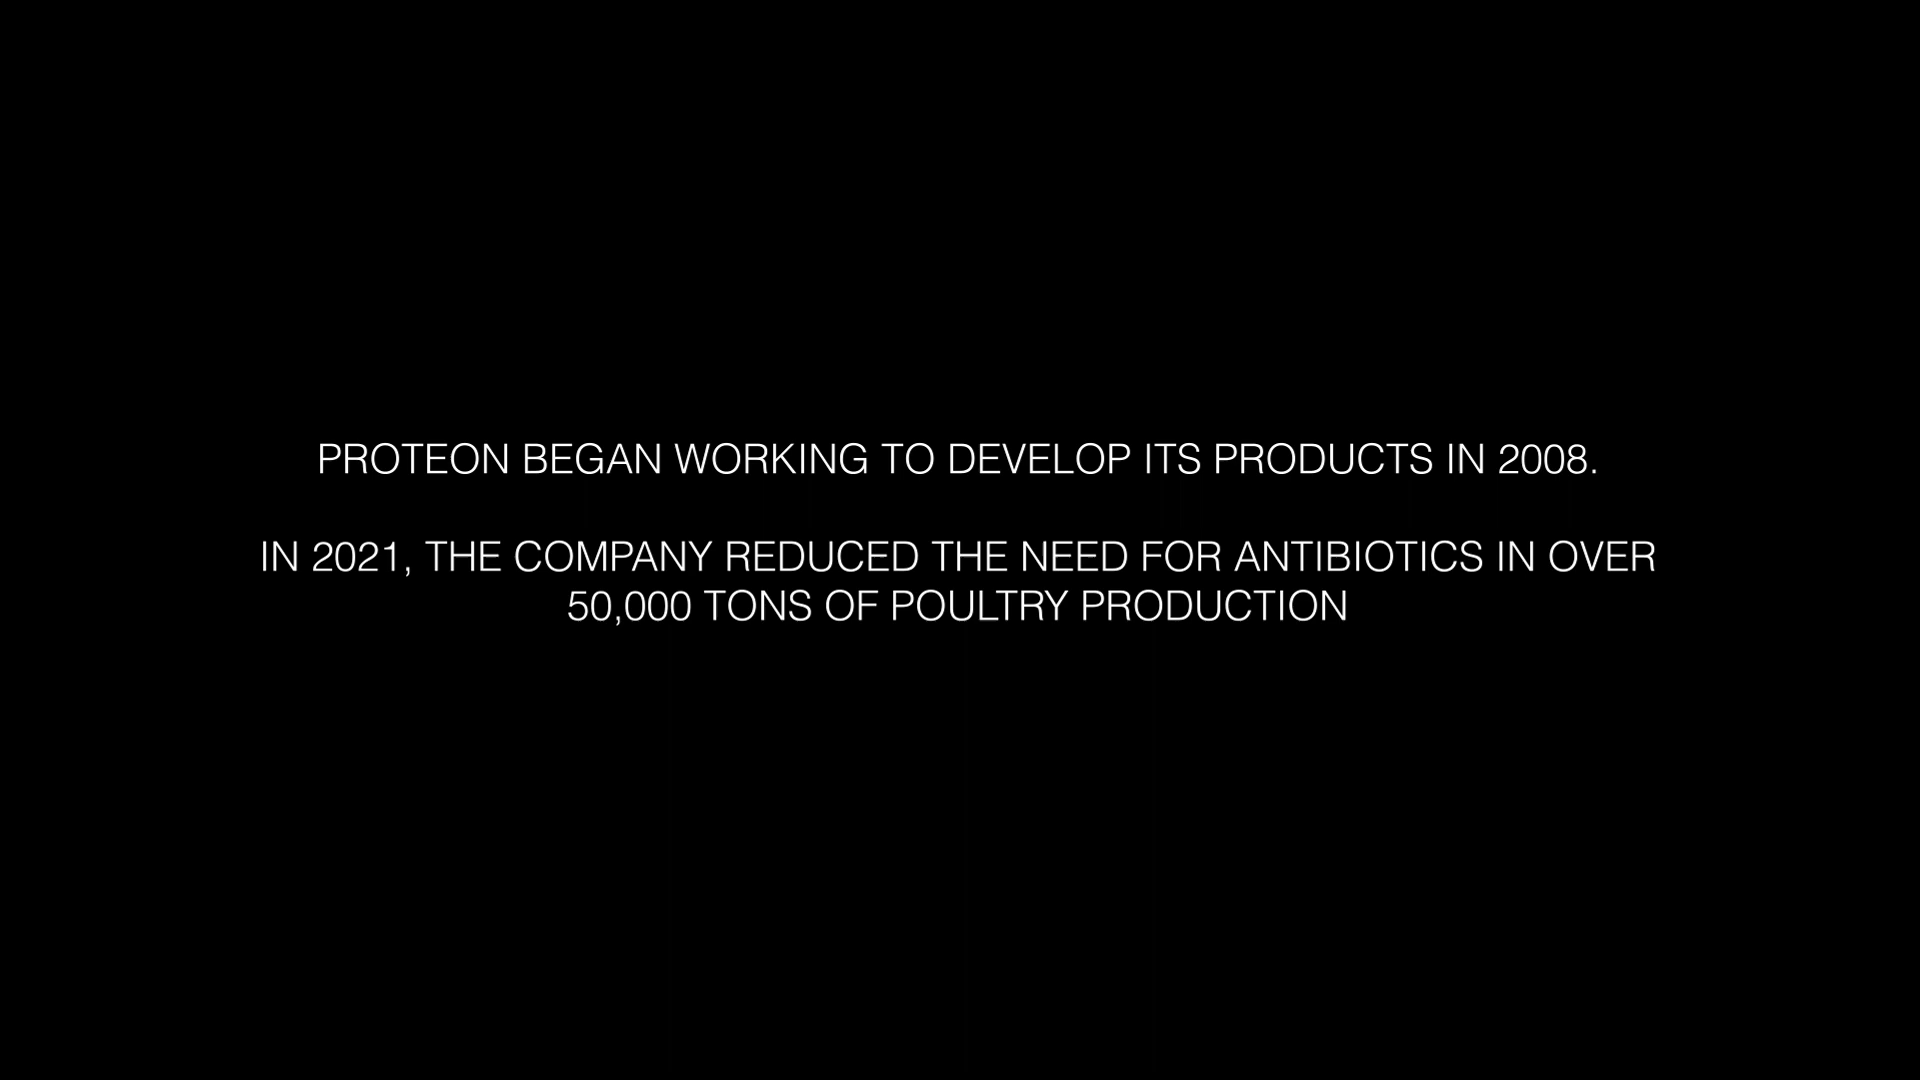 PROTEON BEGAN WORKING TO DEVELOP ITS PRODUCTS IN 2008.
IN 2021, THE COMPANY REDUCED THE NEED FOR ANTIBIOTICS IN OVER
50,000 TONS OF POULTRY PRODUCTION